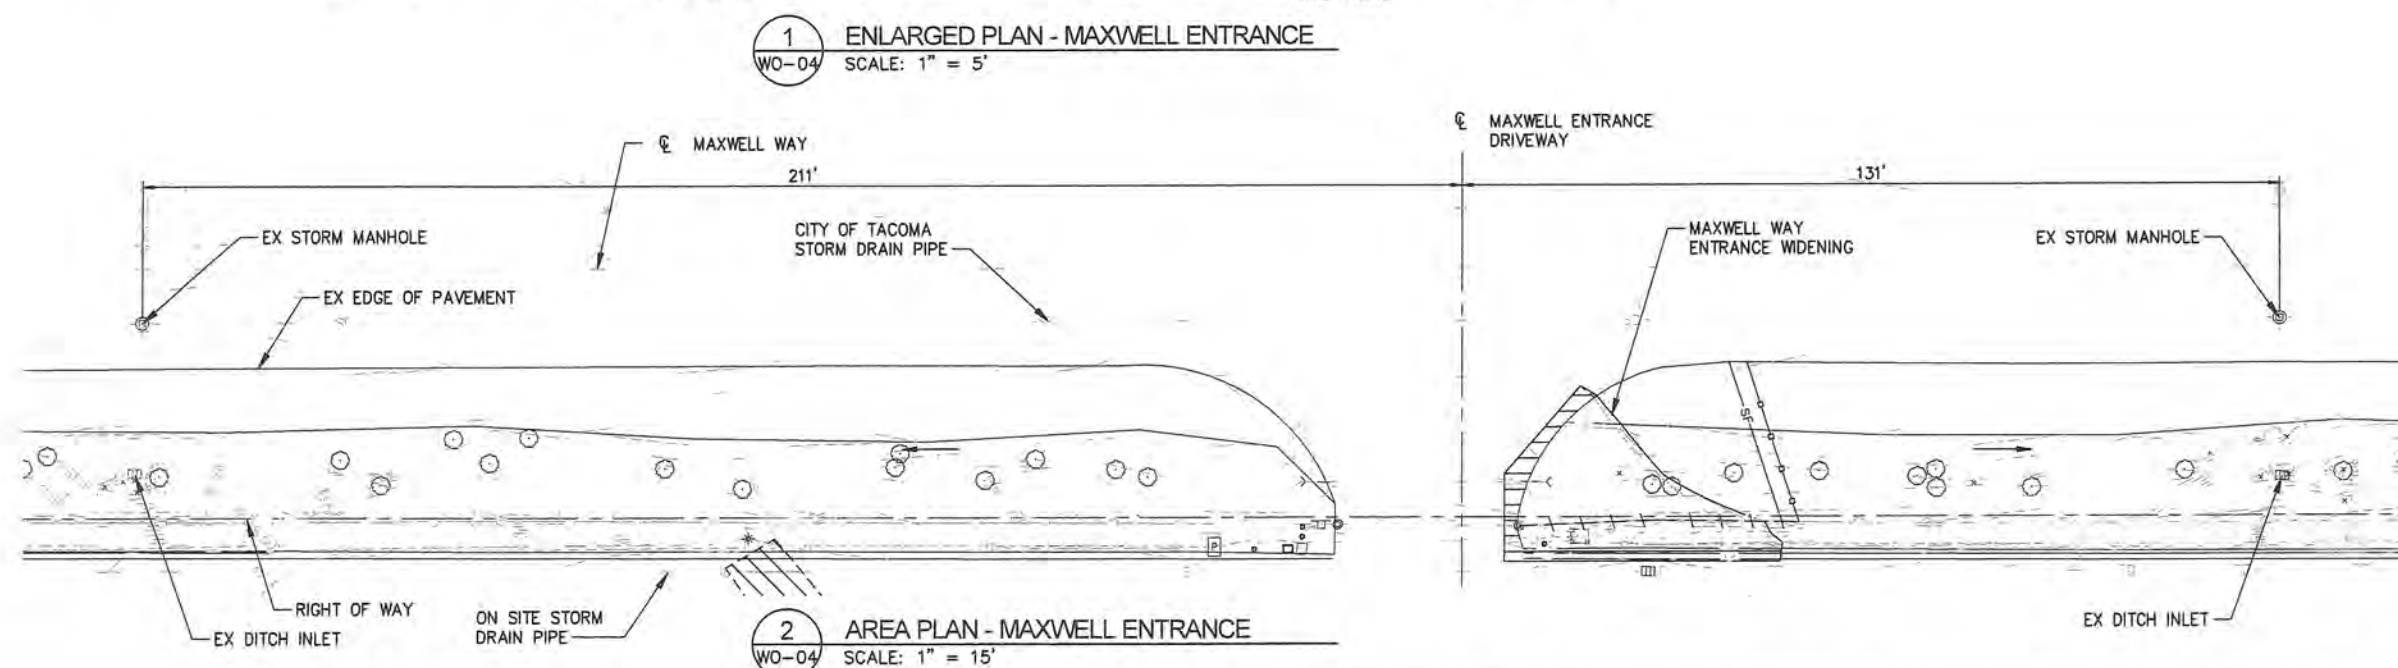 1 ENLARGED PLAN - MAXWELL ENTRANCE
WO-04 SCALE: 1" = 5'
℄ MAXWELL ENTRANCE
DRIVEWAY
℄ MAXWELL WAY
211'
131'
EX STORM MANHOLE
CITY OF TACOMA
STORM DRAIN PIPE
MAXWELL WAY
ENTRANCE WIDENING
EX STORM MANHOLE
EX EDGE OF PAVEMENT
SF
P
RIGHT OF WAY
EX DITCH INLET
ON SITE STORM
DRAIN PIPE
EX DITCH INLET
2 AREA PLAN - MAXWELL ENTRANCE
WO-04 SCALE: 1" = 15'